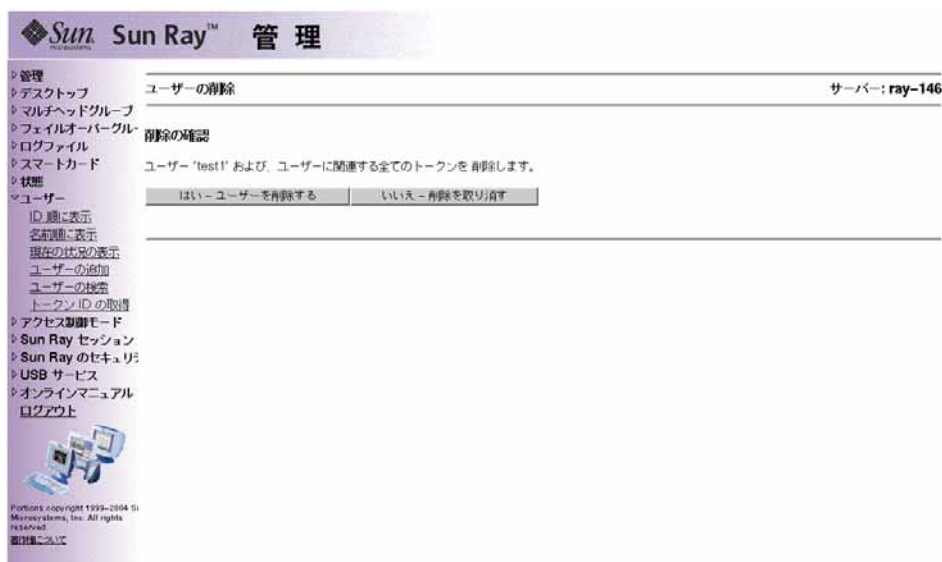 Sun microsystems Sun Ray™ 管理
管理
デスクトップ
マルチヘッドグループ
フェイルオーバーグルー
ログファイル
スマートカード
状態
ユーザー
ID 順に表示
名前順に表示
現在の状況の表示
ユーザーの追加
ユーザーの検索
トークン ID の取得
アクセス制御モード
Sun Ray セッション
Sun Ray のセキュリテ
USB サービス
オンラインマニュアル
ログアウト
Portions copyright 1999-2004 Su
Microsystems, Inc. All rights
reserved.
著作権について
ユーザーの削除
サーバー: ray-146
削除の確認
ユーザー 'test1' および、ユーザーに関連する全てのトークンを 削除します。
はい - ユーザーを削除する
いいえ - 削除を取り消す